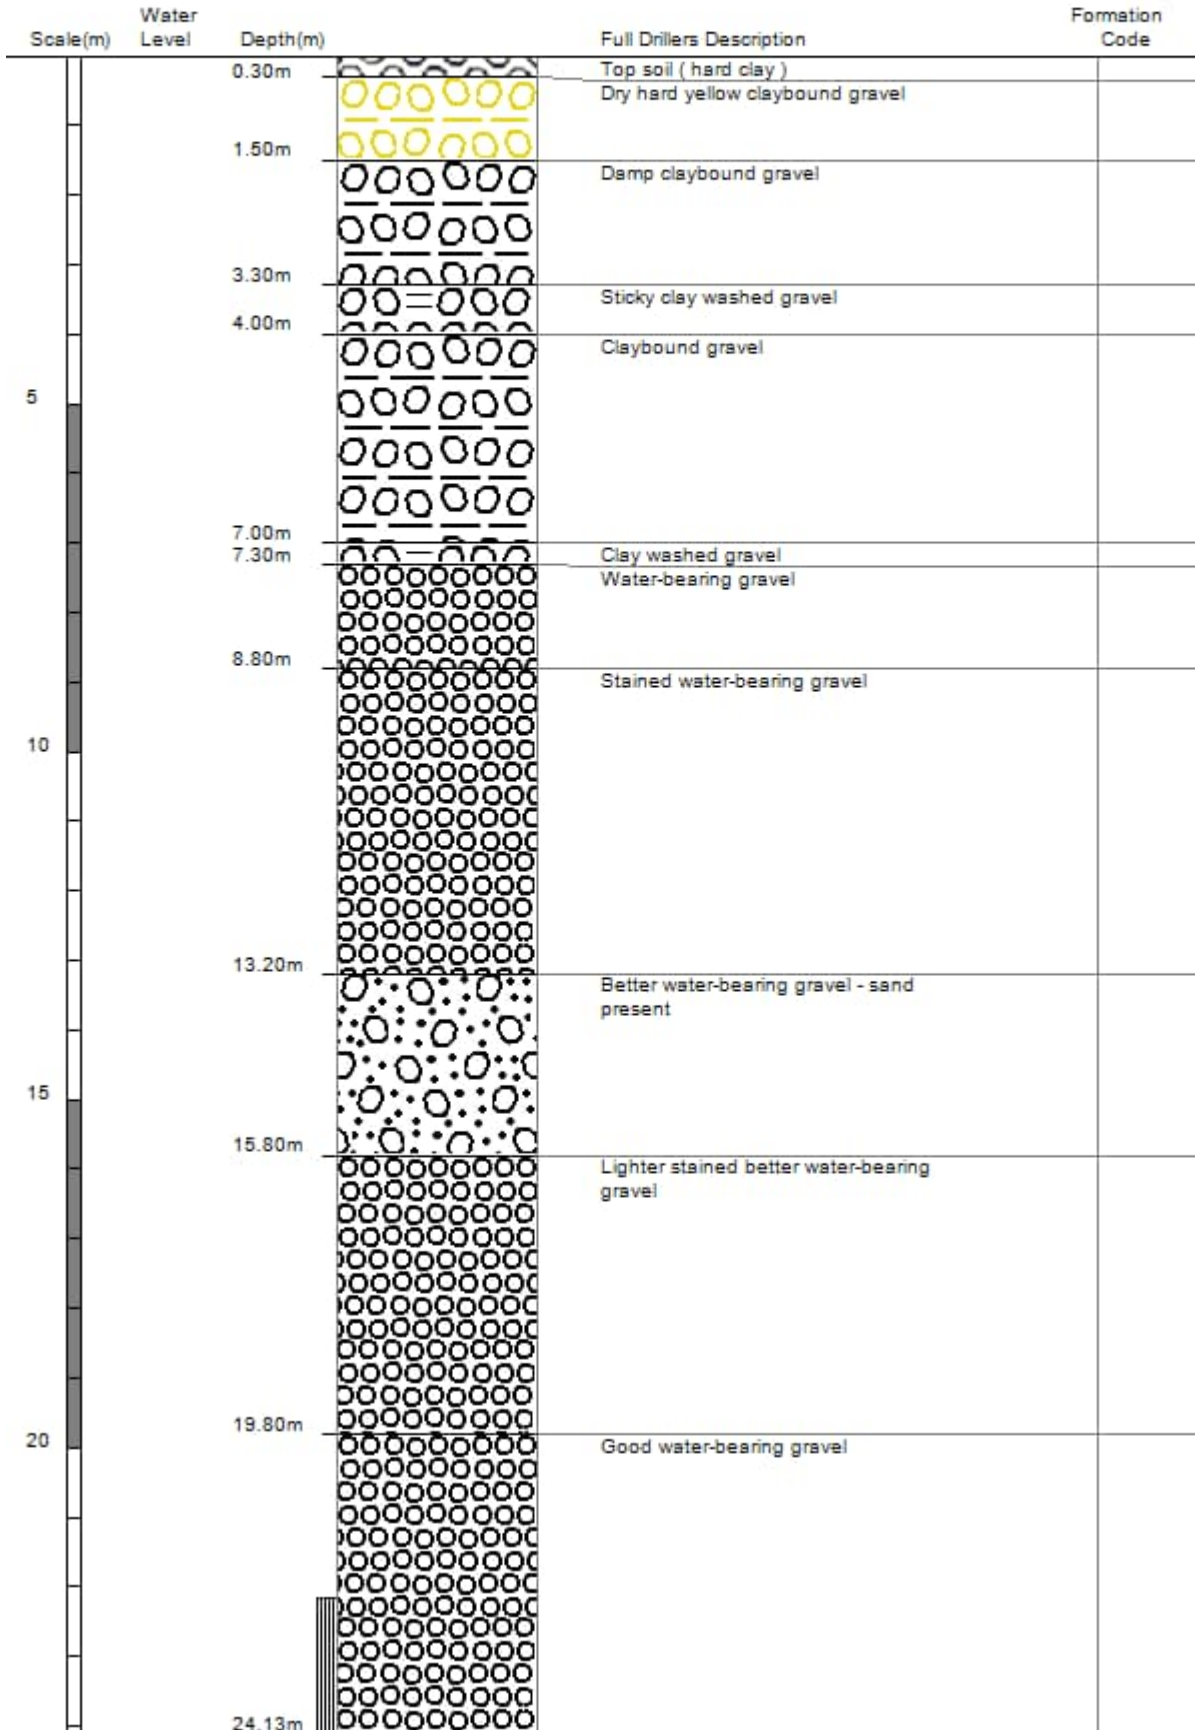 Water
Formation
Scale(m) Level Depth(m) Full Drillers Description Code
0.30m Top soil ( hard clay )
Dry hard yellow claybound gravel
1.50m
Damp claybound gravel
3.30m
Sticky clay washed gravel
4.00m
Claybound gravel
5
7.00m
7.30m Clay washed gravel
Water-bearing gravel
8.80m
Stained water-bearing gravel
10
13.20m
Better water-bearing gravel - sand
present
15
15.80m
Lighter stained better water-bearing
gravel
19.80m
20 Good water-bearing gravel
24.13m